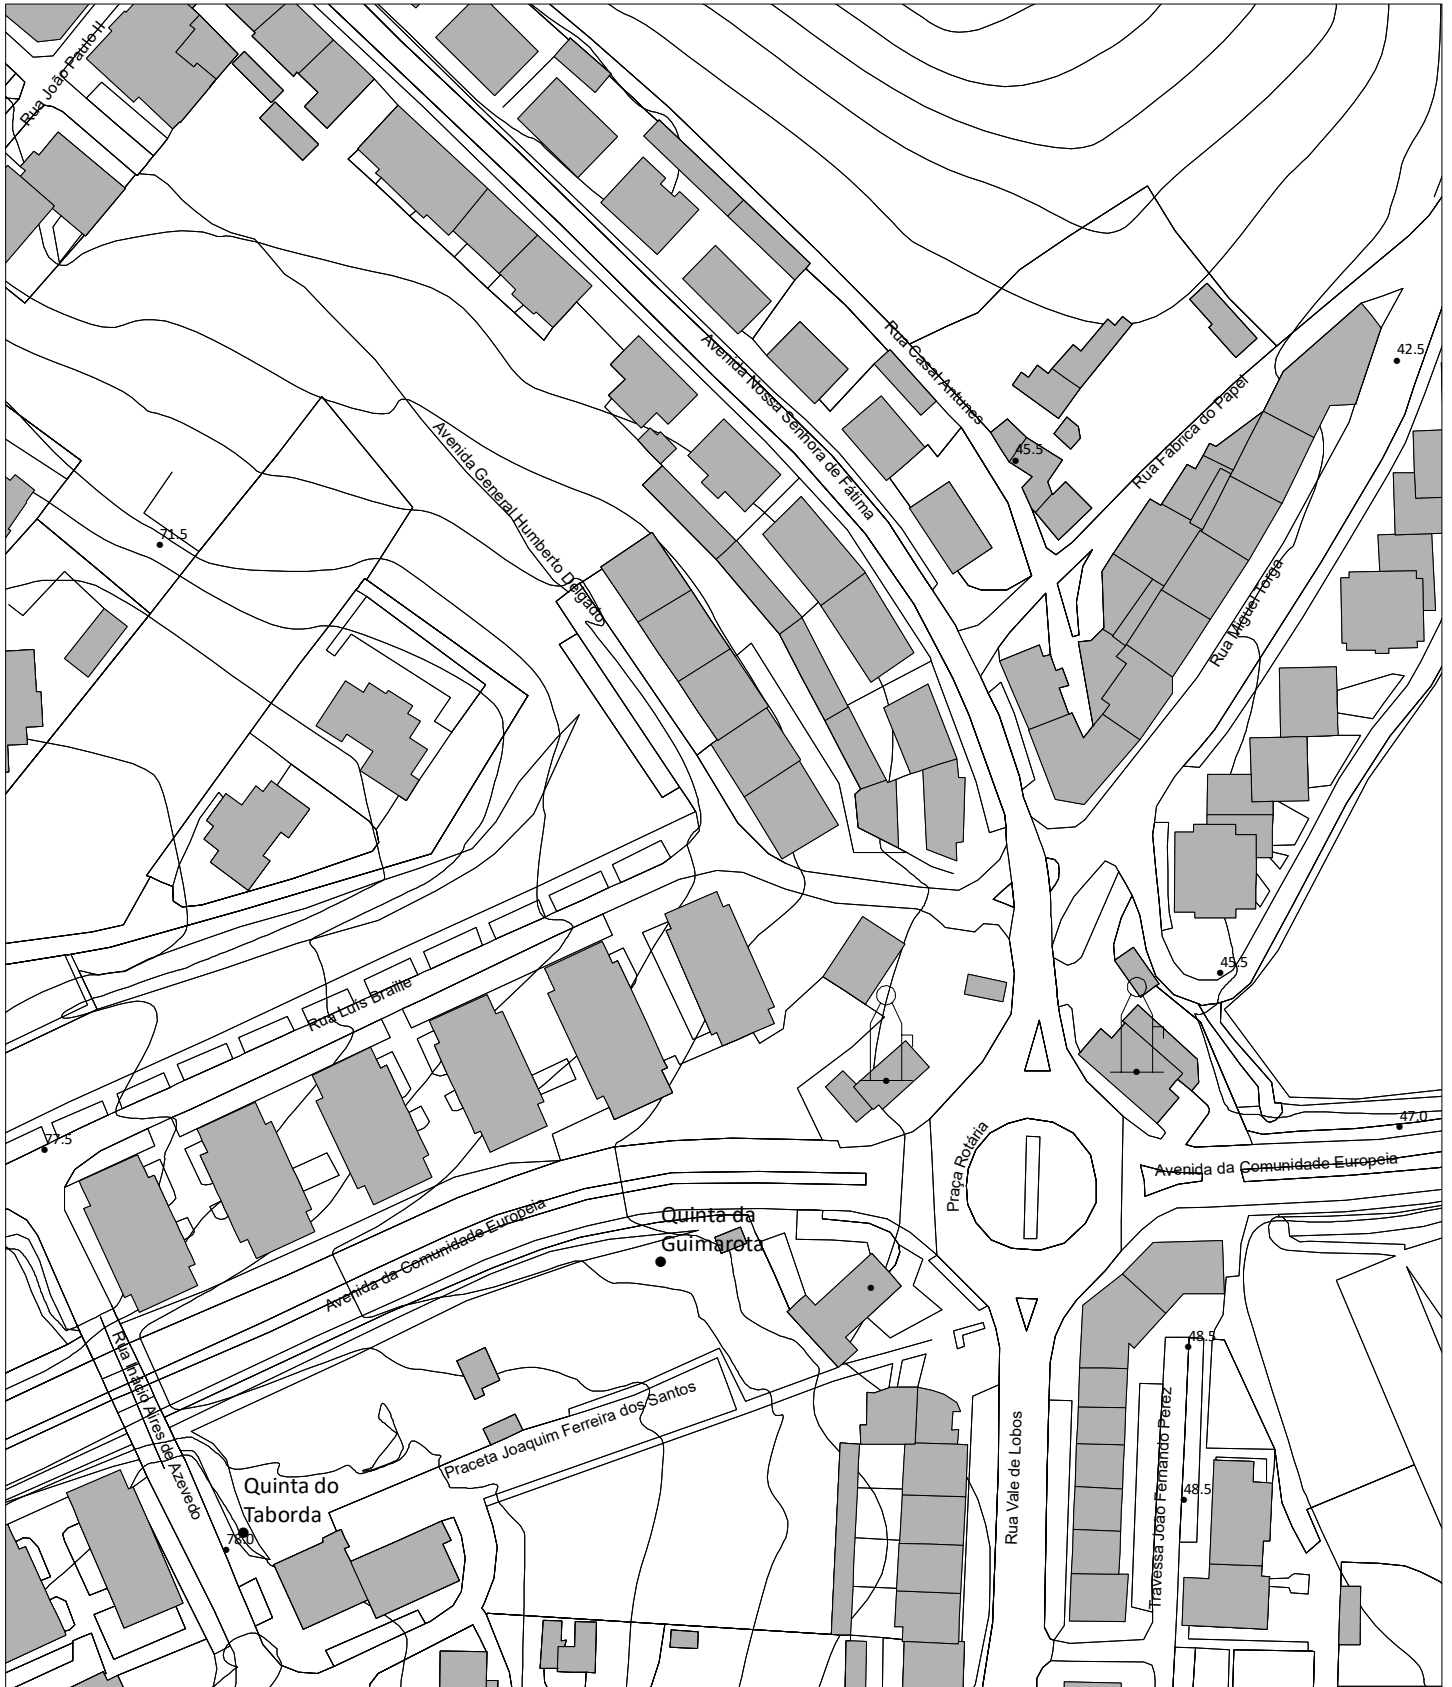 Rua João Paulo II
42.5
Avenida Nossa Senhora de Fátima
Rua Casal Antunes
Rua Fábrica do Papel
45.5
Avenida General Humberto Delgado
71.5
Rua Miguel Torga
45.5
Rua Luís Braille
77.5
47.0
Praça Rotária
Avenida da Comunidade Europeia
Avenida da Comunidade Europeia
Quinta da
Guimarota
48.5
Rua Inácio Aires de Azevedo
Praceta Joaquim Ferreira dos Santos
Rua Vale de Lobos
Travessa João Fernando Perez
Quinta do
Taborda
48.5
78.0